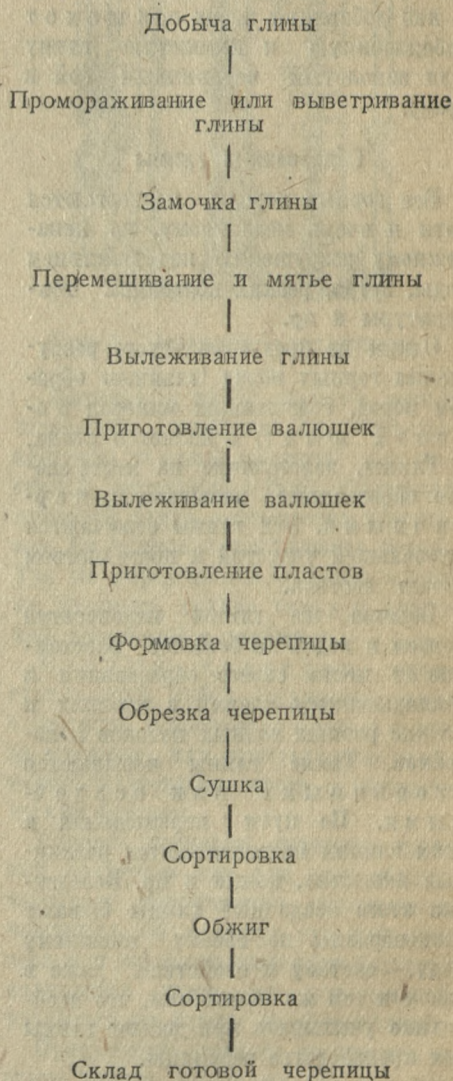 Добыча глины
Промораживание или выветривание
глины
Замочка глины
Перемешивание и мятье глины
Вылеживание глины
Приготовление валюшек
Вылеживание валюшек
Приготовление пластов
Формовка черепицы
Обрезка черепицы
Сушка
Сортировка
Обжиг
Сортировка
Склад готовой черепицы